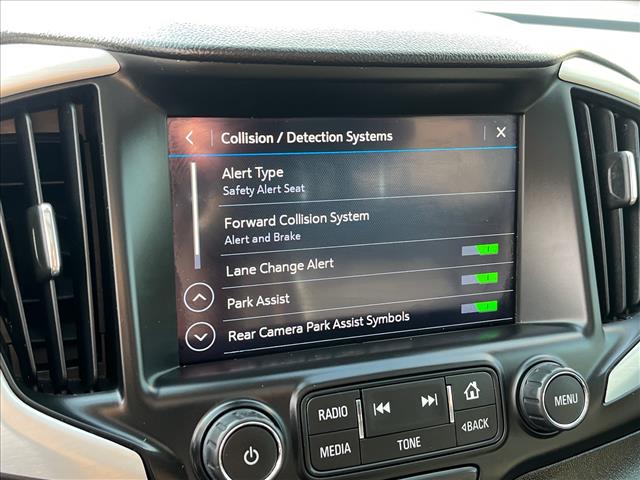 Collision / Detection Systems
Alert Type
Safety Alert Seat
Forward Collision System
Alert and Brake
Lane Change Alert
Park Assist
Rear Camera Park Assist Symbols
RADIO
MEDIA
TONE
BACK
MENU